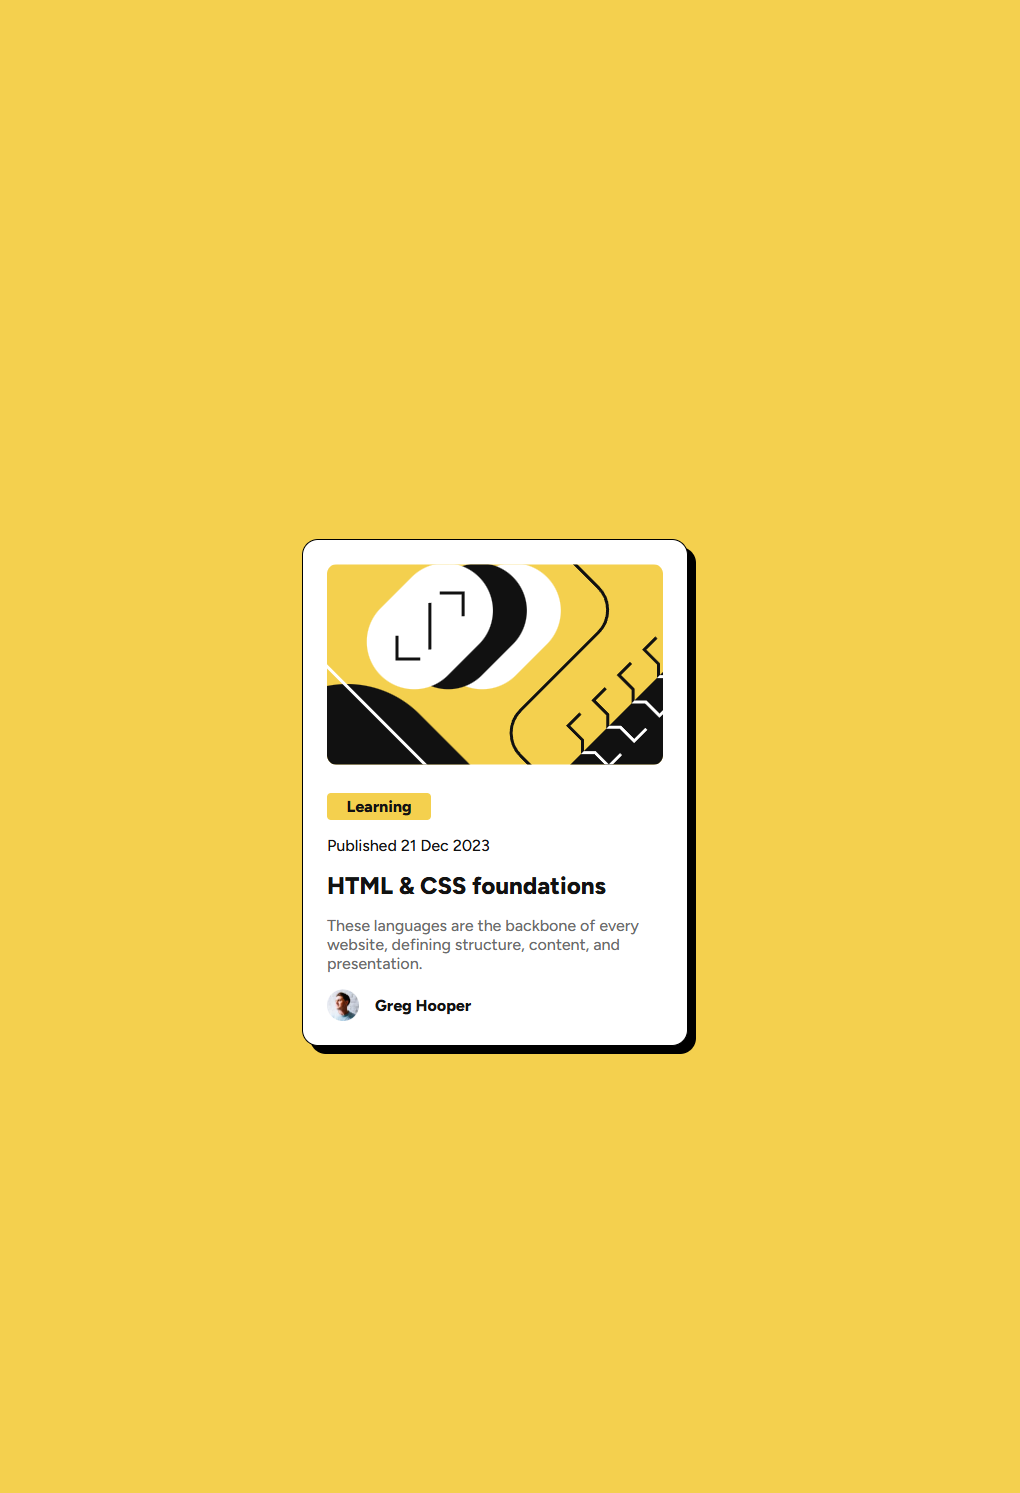 Learning
Published 21 Dec 2023
HTML & CSS foundations
These languages are the backbone of every
website, defining structure, content, and
presentation.
Greg Hooper